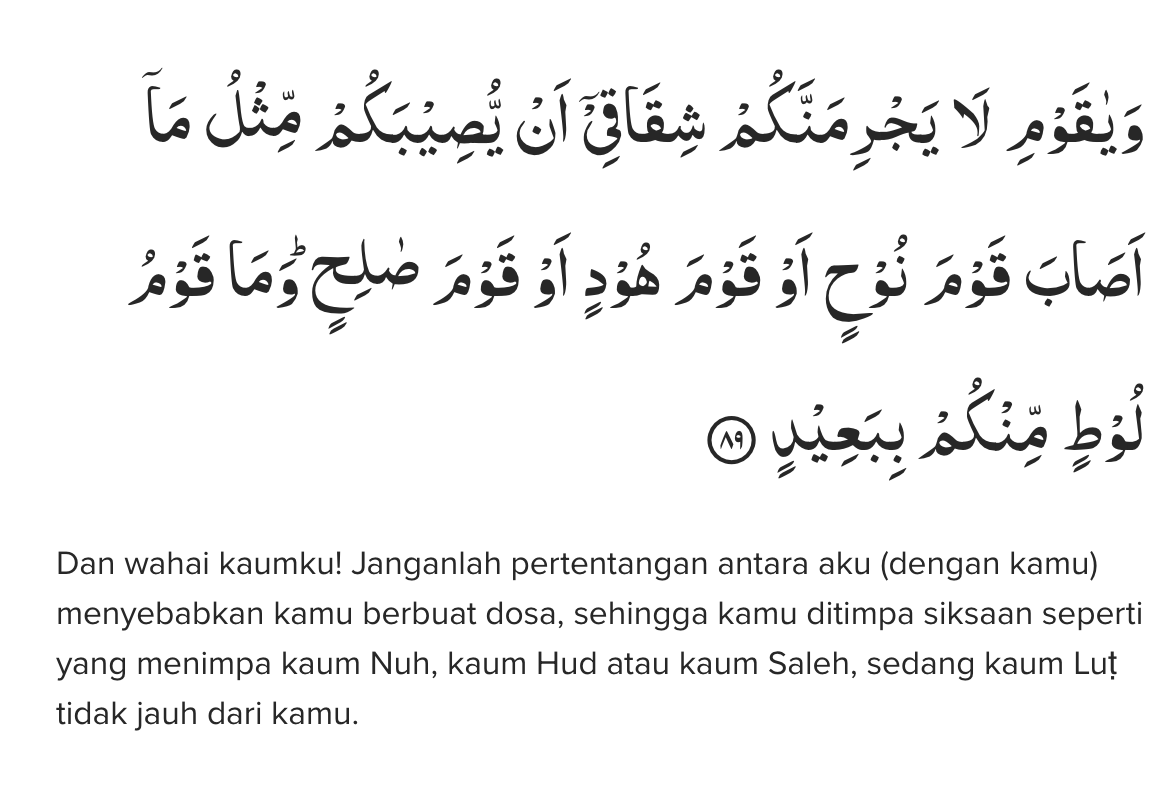 وَيٰقَوْمِ لَا يَجْرِمَنَّكُمْ شِقَاقِيْٓ اَنْ يُّصِيْبَكُمْ مِّثْلُ مَآ
اَصَابَ قَوْمَ نُوْحٍ اَوْ قَوْمَ هُوْدٍ اَوْ قَوْمَ صٰلِحٍ ۗوَمَا قَوْمُ
لُوْطٍ مِّنْكُمْ بِبَعِيْدٍ ٨٩
Dan wahai kaumku! Janganlah pertentangan antara aku (dengan kamu)
menyebabkan kamu berbuat dosa, sehingga kamu ditimpa siksaan seperti
yang menimpa kaum Nuh, kaum Hud atau kaum Saleh, sedang kaum Luṭ
tidak jauh dari kamu.